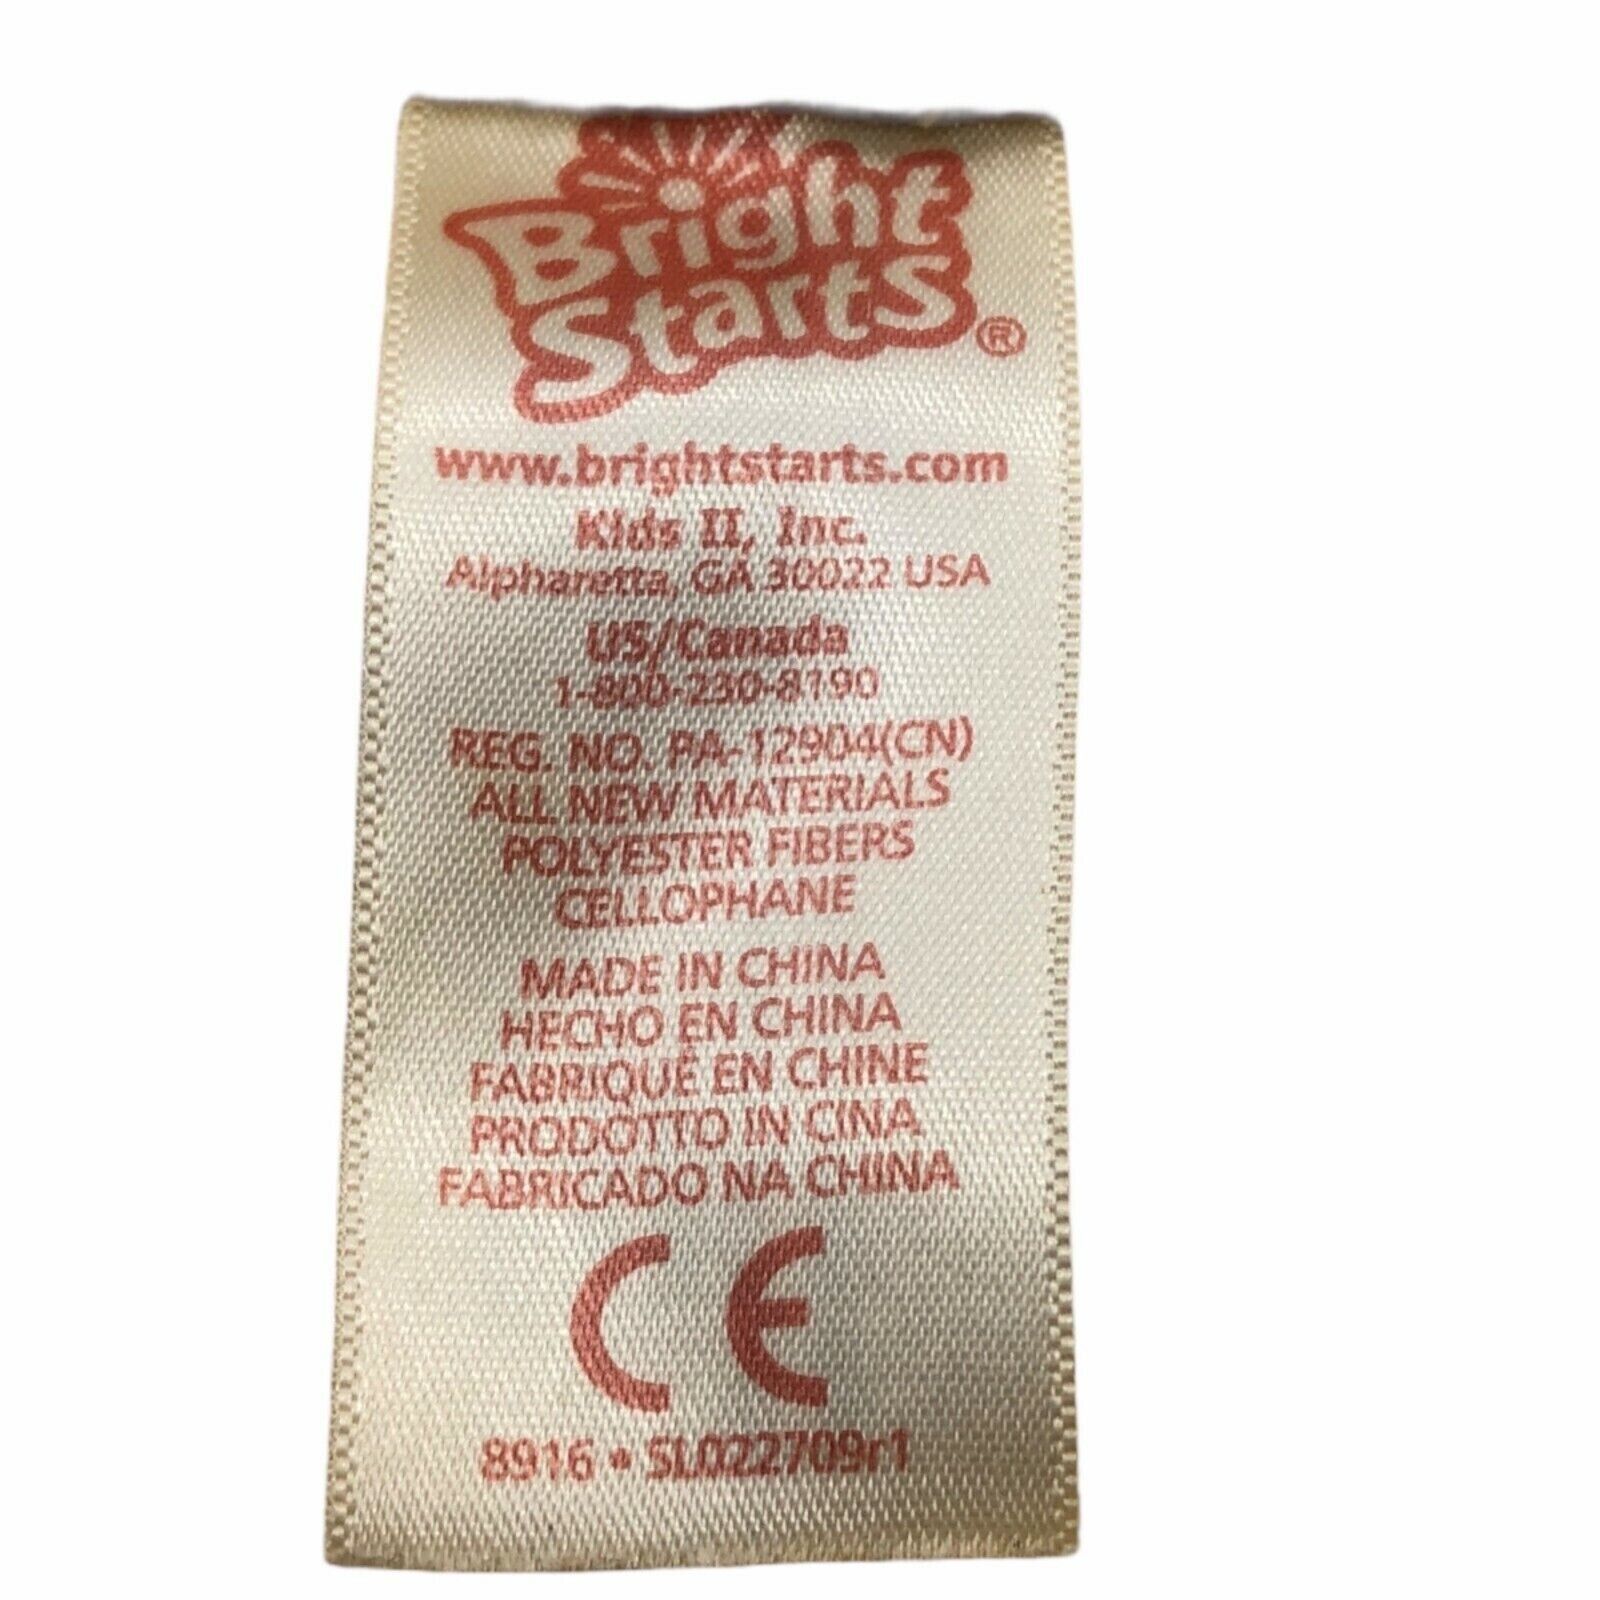 Bright
Starts®
www.brightstarts.com
Kids II, Inc.
Alpharetta, GA 30022 USA
US/Canada
1-800-230-8190
REG. NO. PA-12904(CN)
ALL NEW MATERIALS
POLYESTER FIBERS
CELLOPHANE
MADE IN CHINA
HECHO EN CHINA
FABRIQUÉ EN CHINE
PRODOTTO IN CINA
FABRICADO NA CHINA
CE
8916 • SL022709r1